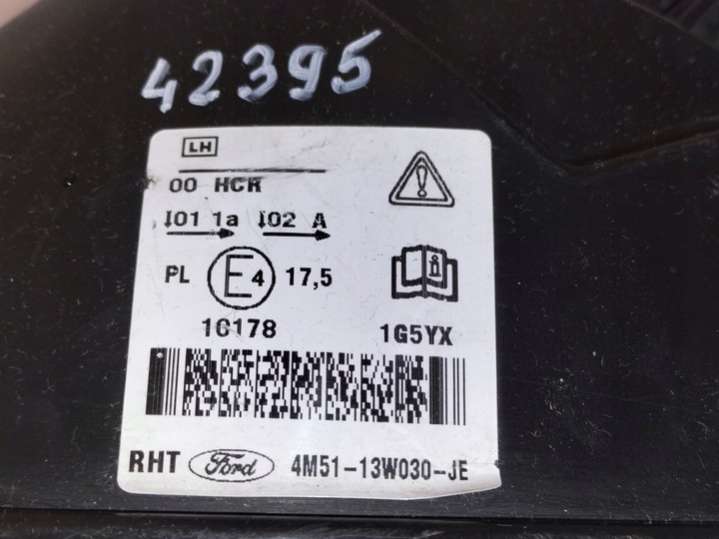 42395
LH
00 HCR
I01 1a I02 A
PL E4 17,5
10178 1G5YX
RHT Ford 4M51-13W030-JE